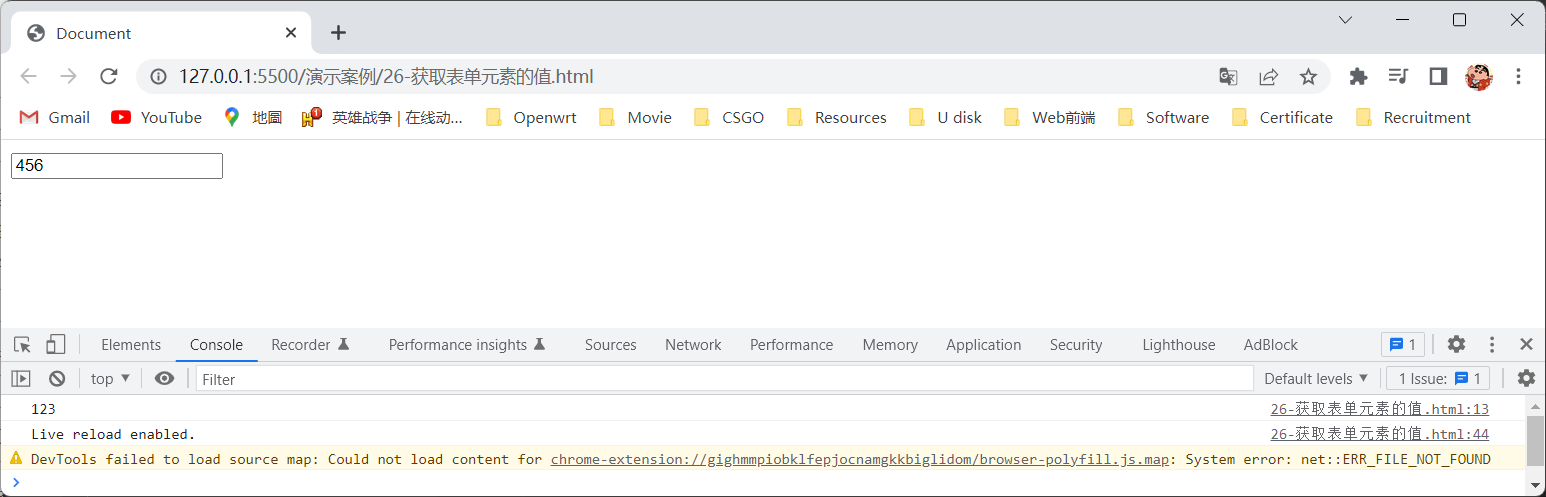 Document
127.0.0.1:5500/演示案例/26-获取表单元素的值.html
Gmail YouTube 地圖 英雄战争 | 在线动... Openwrt Movie CSGO Resources U disk Web前端 Software Certificate Recruitment
456
Elements Console Recorder Performance insights Sources Network Performance Memory Application Security Lighthouse AdBlock 1
top ▼ Filter Default levels ▼ 1 Issue: 1
123 26-获取表单元素的值.html:13
Live reload enabled. 26-获取表单元素的值.html:44
DevTools failed to load source map: Could not load content for chrome-extension://gighmmpiobklfepjocnamgkkbiglidom/browser-polyfill.js.map: System error: net::ERR_FILE_NOT_FOUND